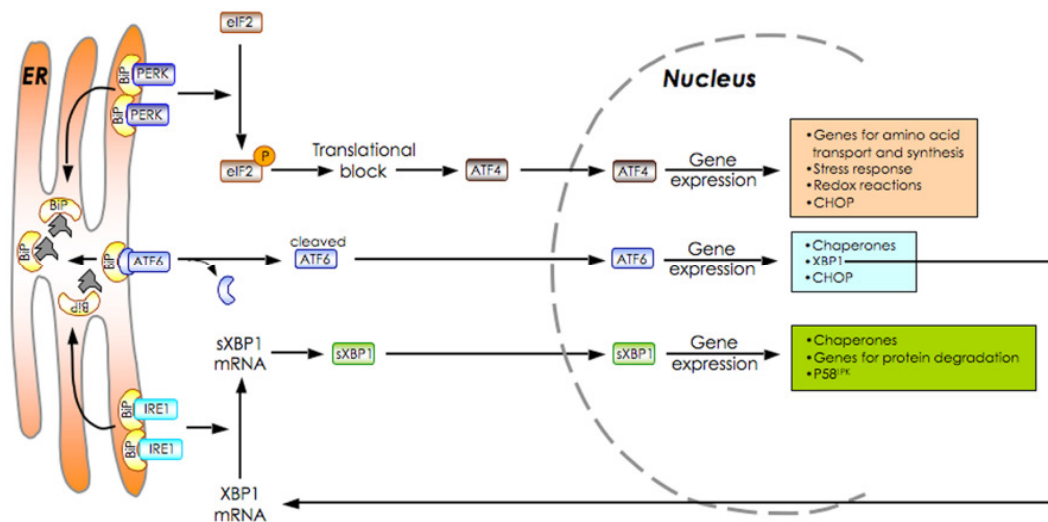 eIF2
ER
BiP
PERK
BiP
PERK
Nucleus
P
eIF2
Translational
block
ATF4
ATF4
Gene
expression
•Genes for amino acid
transport and synthesis
•Stress response
•Redox reactions
•CHOP
BiP
BiP
BiP
ATF6
cleaved
ATF6
ATF6
Gene
expression
•Chaperones
•XBP1
•CHOP
BiP
sXBP1
mRNA
sXBP1
sXBP1
Gene
expression
•Chaperones
•Genes for protein degradation
•P58IPK
BiP
IRE1
BiP
IRE1
XBP1
mRNA